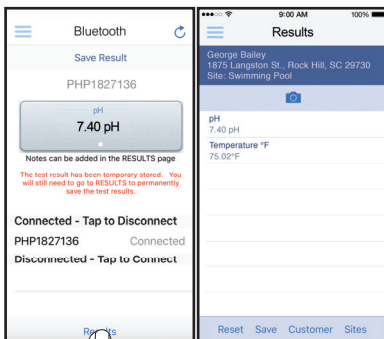 Bluetooth
Save Result
PHP1827136
pH
7.40 pH
Notes can be added in the RESULTS page
The test result has been temporary stored. You
will still need to go to RESULTS to permanently
save the test results.
Connected - Tap to Disconnect
PHP1827136 Connected
Disconnected - Tap to Connect
Results
9:00 AM 100%
Results
George Bailey
1875 Langston St., Rock Hill, SC 29730
Site: Swimming Pool
pH
7.40 pH
Temperature °F
75.02°F
Reset Save Customer Sites